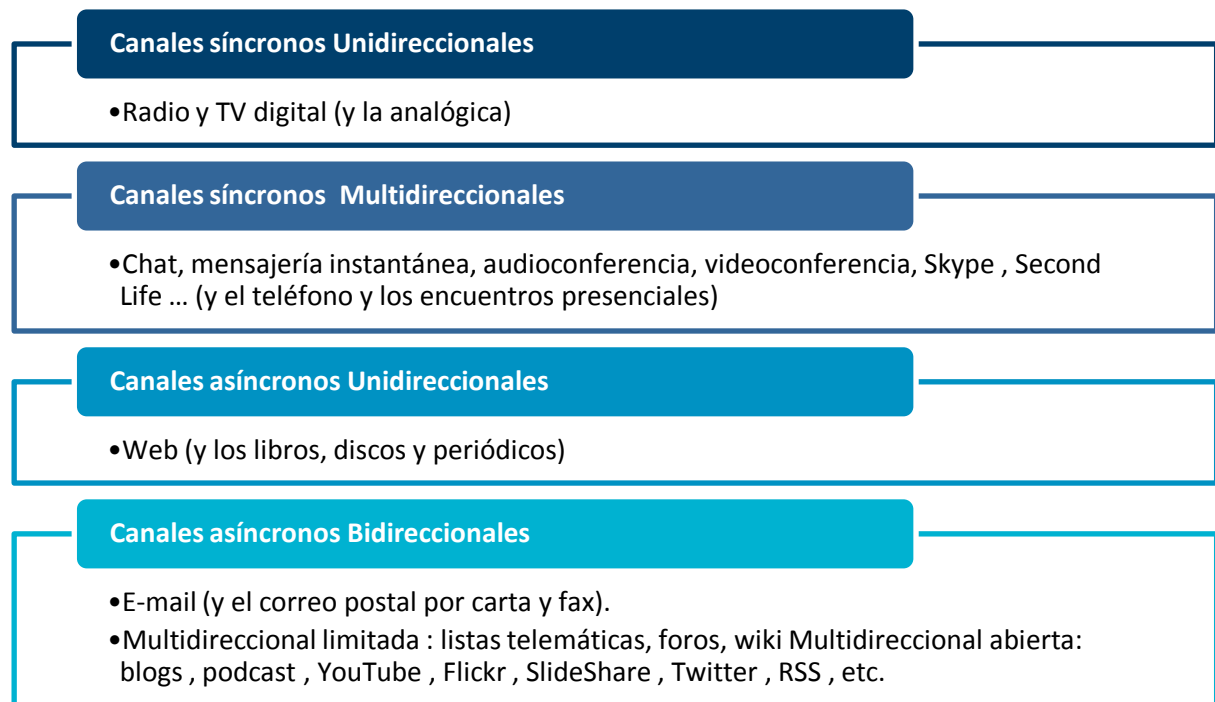 Canales síncronos Unidireccionales
•Radio y TV digital (y la analógica)
Canales síncronos  Multidireccionales
•Chat, mensajería instantánea, audioconferencia, videoconferencia, Skype , Second
Life … (y el teléfono y los encuentros presenciales)
Canales asíncronos Unidireccionales
•Web (y los libros, discos y periódicos)
Canales asíncronos Bidireccionales
•E-mail (y el correo postal por carta y fax).
•Multidireccional limitada : listas telemáticas, foros, wiki Multidireccional abierta:
blogs , podcast , YouTube , Flickr , SlideShare , Twitter , RSS , etc.